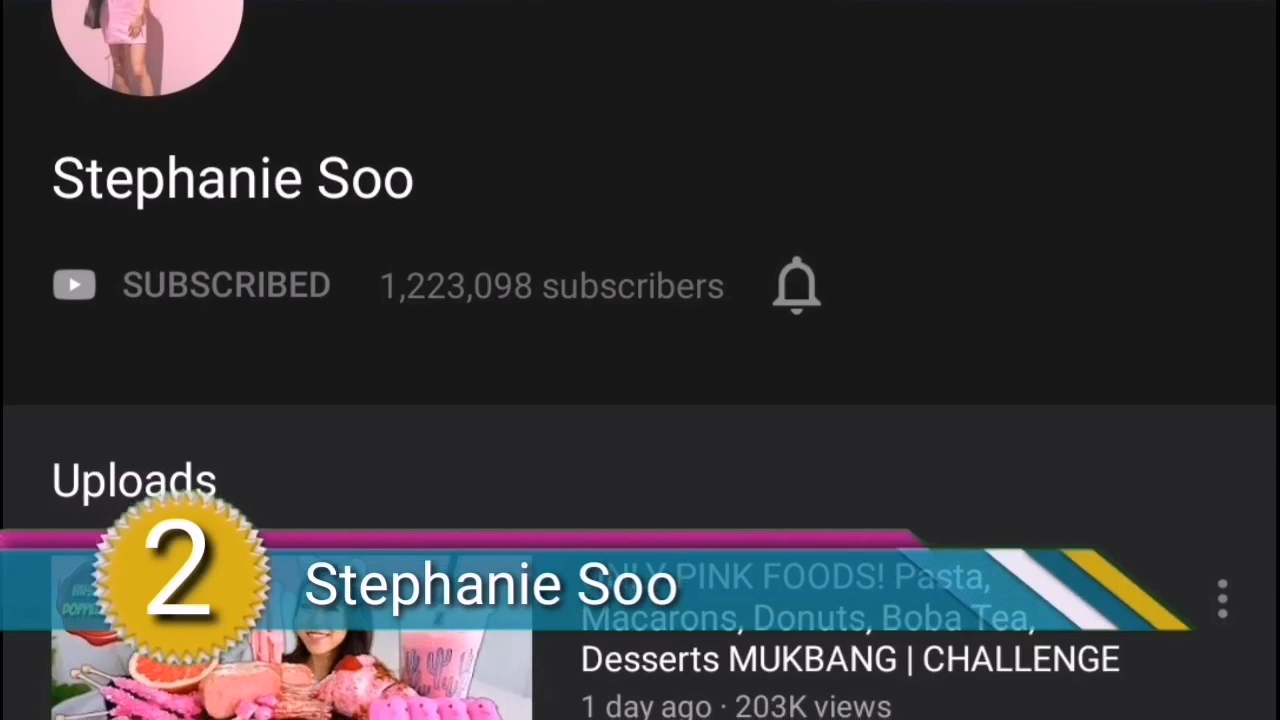 Stephanie Soo
SUBSCRIBED 1,223,098 subscribers
Uploads
2
Stephanie Soo
PINK FOODS! Pasta,
Macarons, Donuts, Boba Tea,
Desserts MUKBANG | CHALLENGE
1 day ago · 203K views